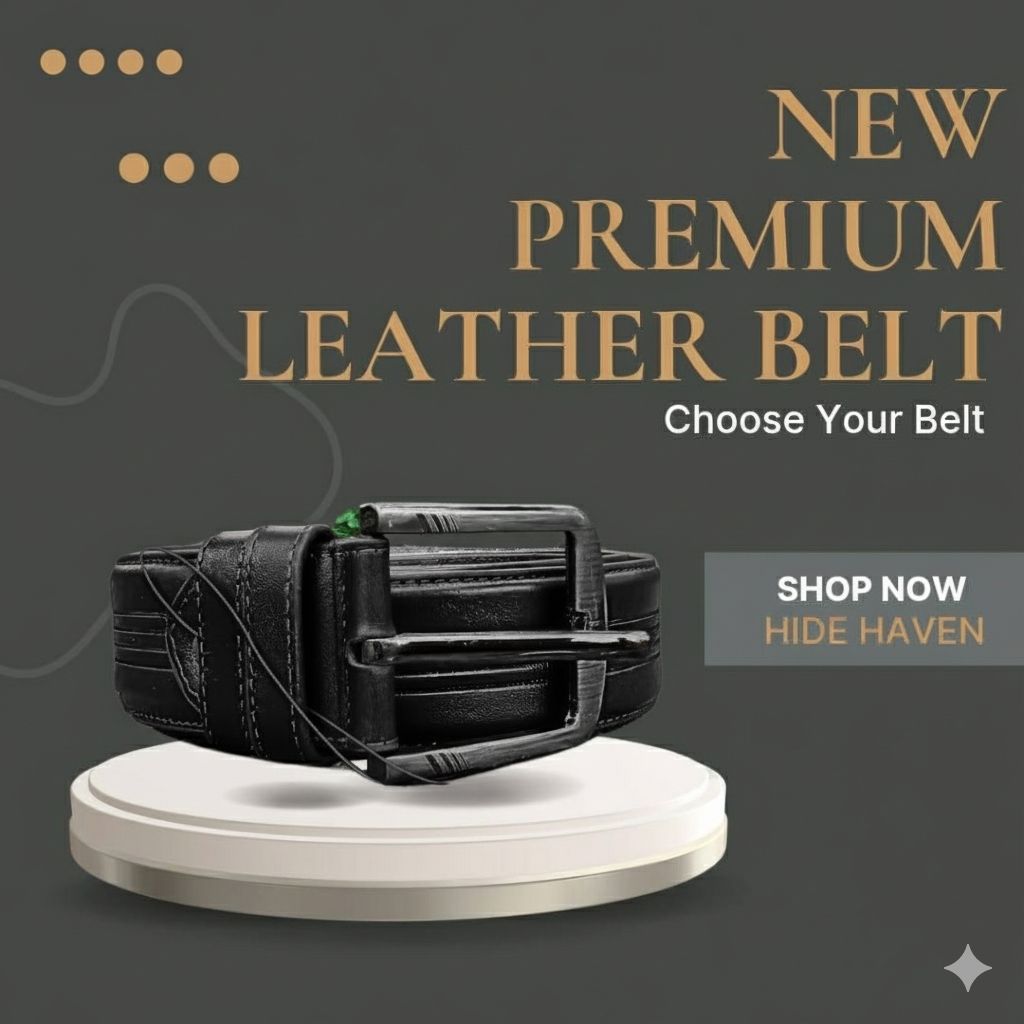 NEW
PREMIUM
LEATHER BELT
Choose Your Belt
SHOP NOW
HIDE HAVEN